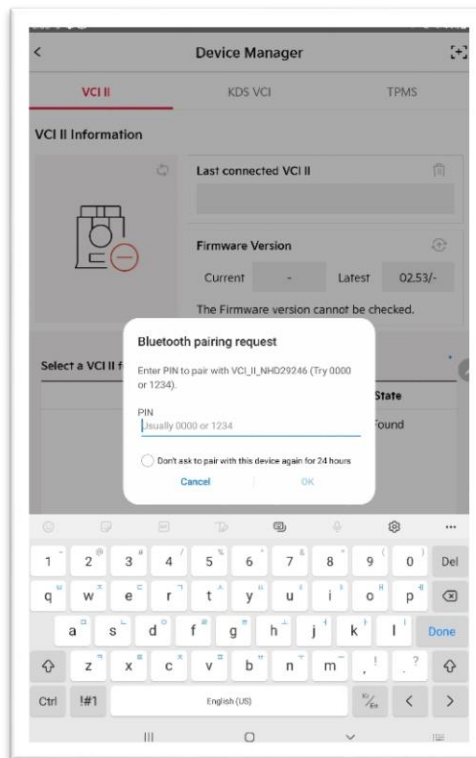 Device Manager
VCI II
KDS VCI
TPMS
VCI II Information
Last connected VCI II
Firmware Version
Current
-
Latest
02.53/-
The Firmware version cannot be checked.
Select a VCI II f
State
Found
Bluetooth pairing request
Enter PIN to pair with VCI_II_NHD29246 (Try 0000
or 1234).
PIN
Usually 0000 or 1234
Don't ask to pair with this device again for 24 hours
Cancel
OK
1 2 3 4 5 6 7 8 9 0 Del
q w e r t y u i o p
a s d f g h j k l Done
z x c v b n m , ! . ?
Ctrl !#1 English (US) < >